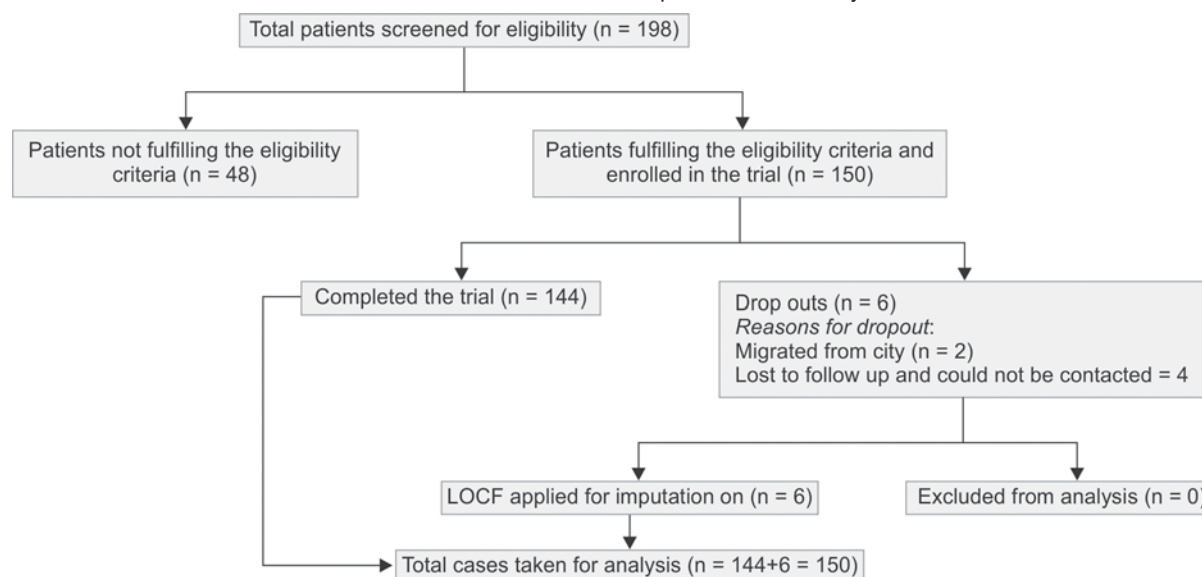 Total patients screened for eligibility (n = 198)
Patients not fulfilling the eligibility
criteria (n = 48)
Patients fulfilling the eligibility criteria and
enrolled in the trial (n = 150)
Completed the trial (n = 144)
Drop outs (n = 6)
Reasons for dropout:
Migrated from city (n = 2)
Lost to follow up and could not be contacted = 4
LOCF applied for imputation on (n = 6)
Excluded from analysis (n = 0)
Total cases taken for analysis (n = 144+6 = 150)